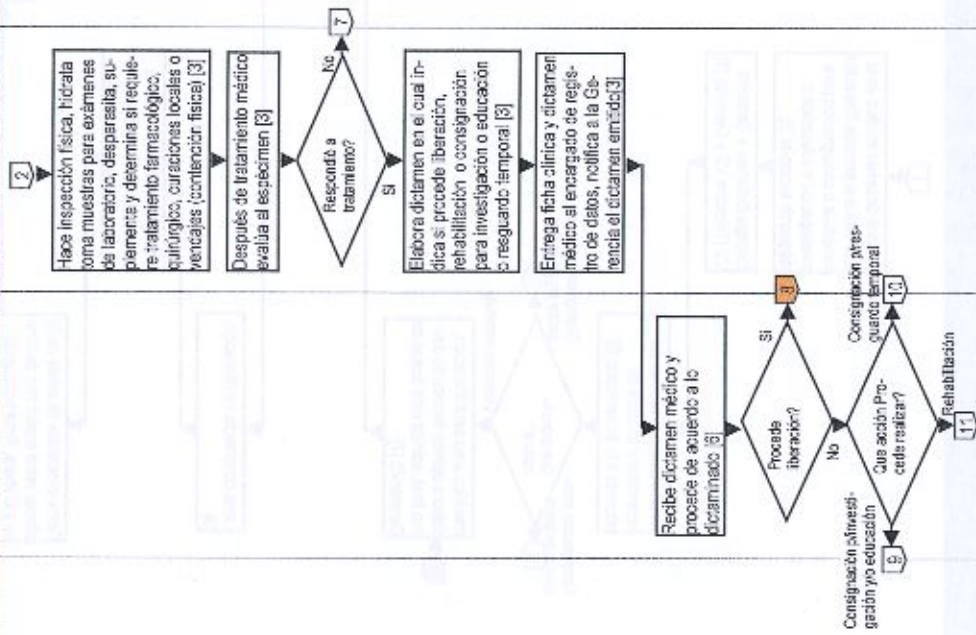 2
Hace inspección física, hidrata
toma muestras para exámenes
de laboratorio, desparasita, su-
plementa y determina si requie-
re tratamiento farmacológico,
quirúrgico, curaciones locales o
vendajes (contención física) [3]
Después de tratamiento médico
evalúa al espécimen [3]
Respondió a
tratamiento?
No
7
Si
Elabora dictamen en el cual in-
dica si procede liberación,
rehabilitación o consignación
para investigación o educación
o resguardo temporal [3]
Entrega ficha clínica y dictamen
médico al encargado de regis-
tro de datos, notifica a la Ge-
rencia el dictamen emitido[3]
Recibe dictamen médico y
procede de acuerdo a lo
dictaminado [6]
Procede
liberación?
Si
8
No
Que acción Pro-
cede realizar?
Consignación p/res-
guardo temporal
10
Consignación p/investi-
gación y/o educación
9
Rehabilitación
11